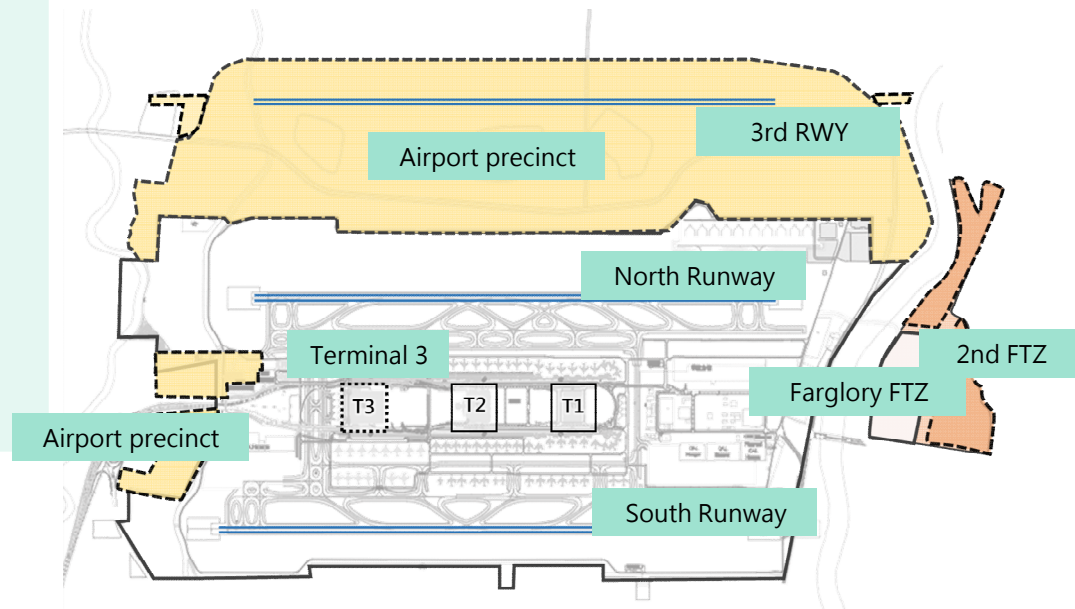 3rd RWY
Airport precinct
North Runway
Terminal 3
2nd FTZ
Farglory FTZ
T3
T2
T1
Airport precinct
South Runway